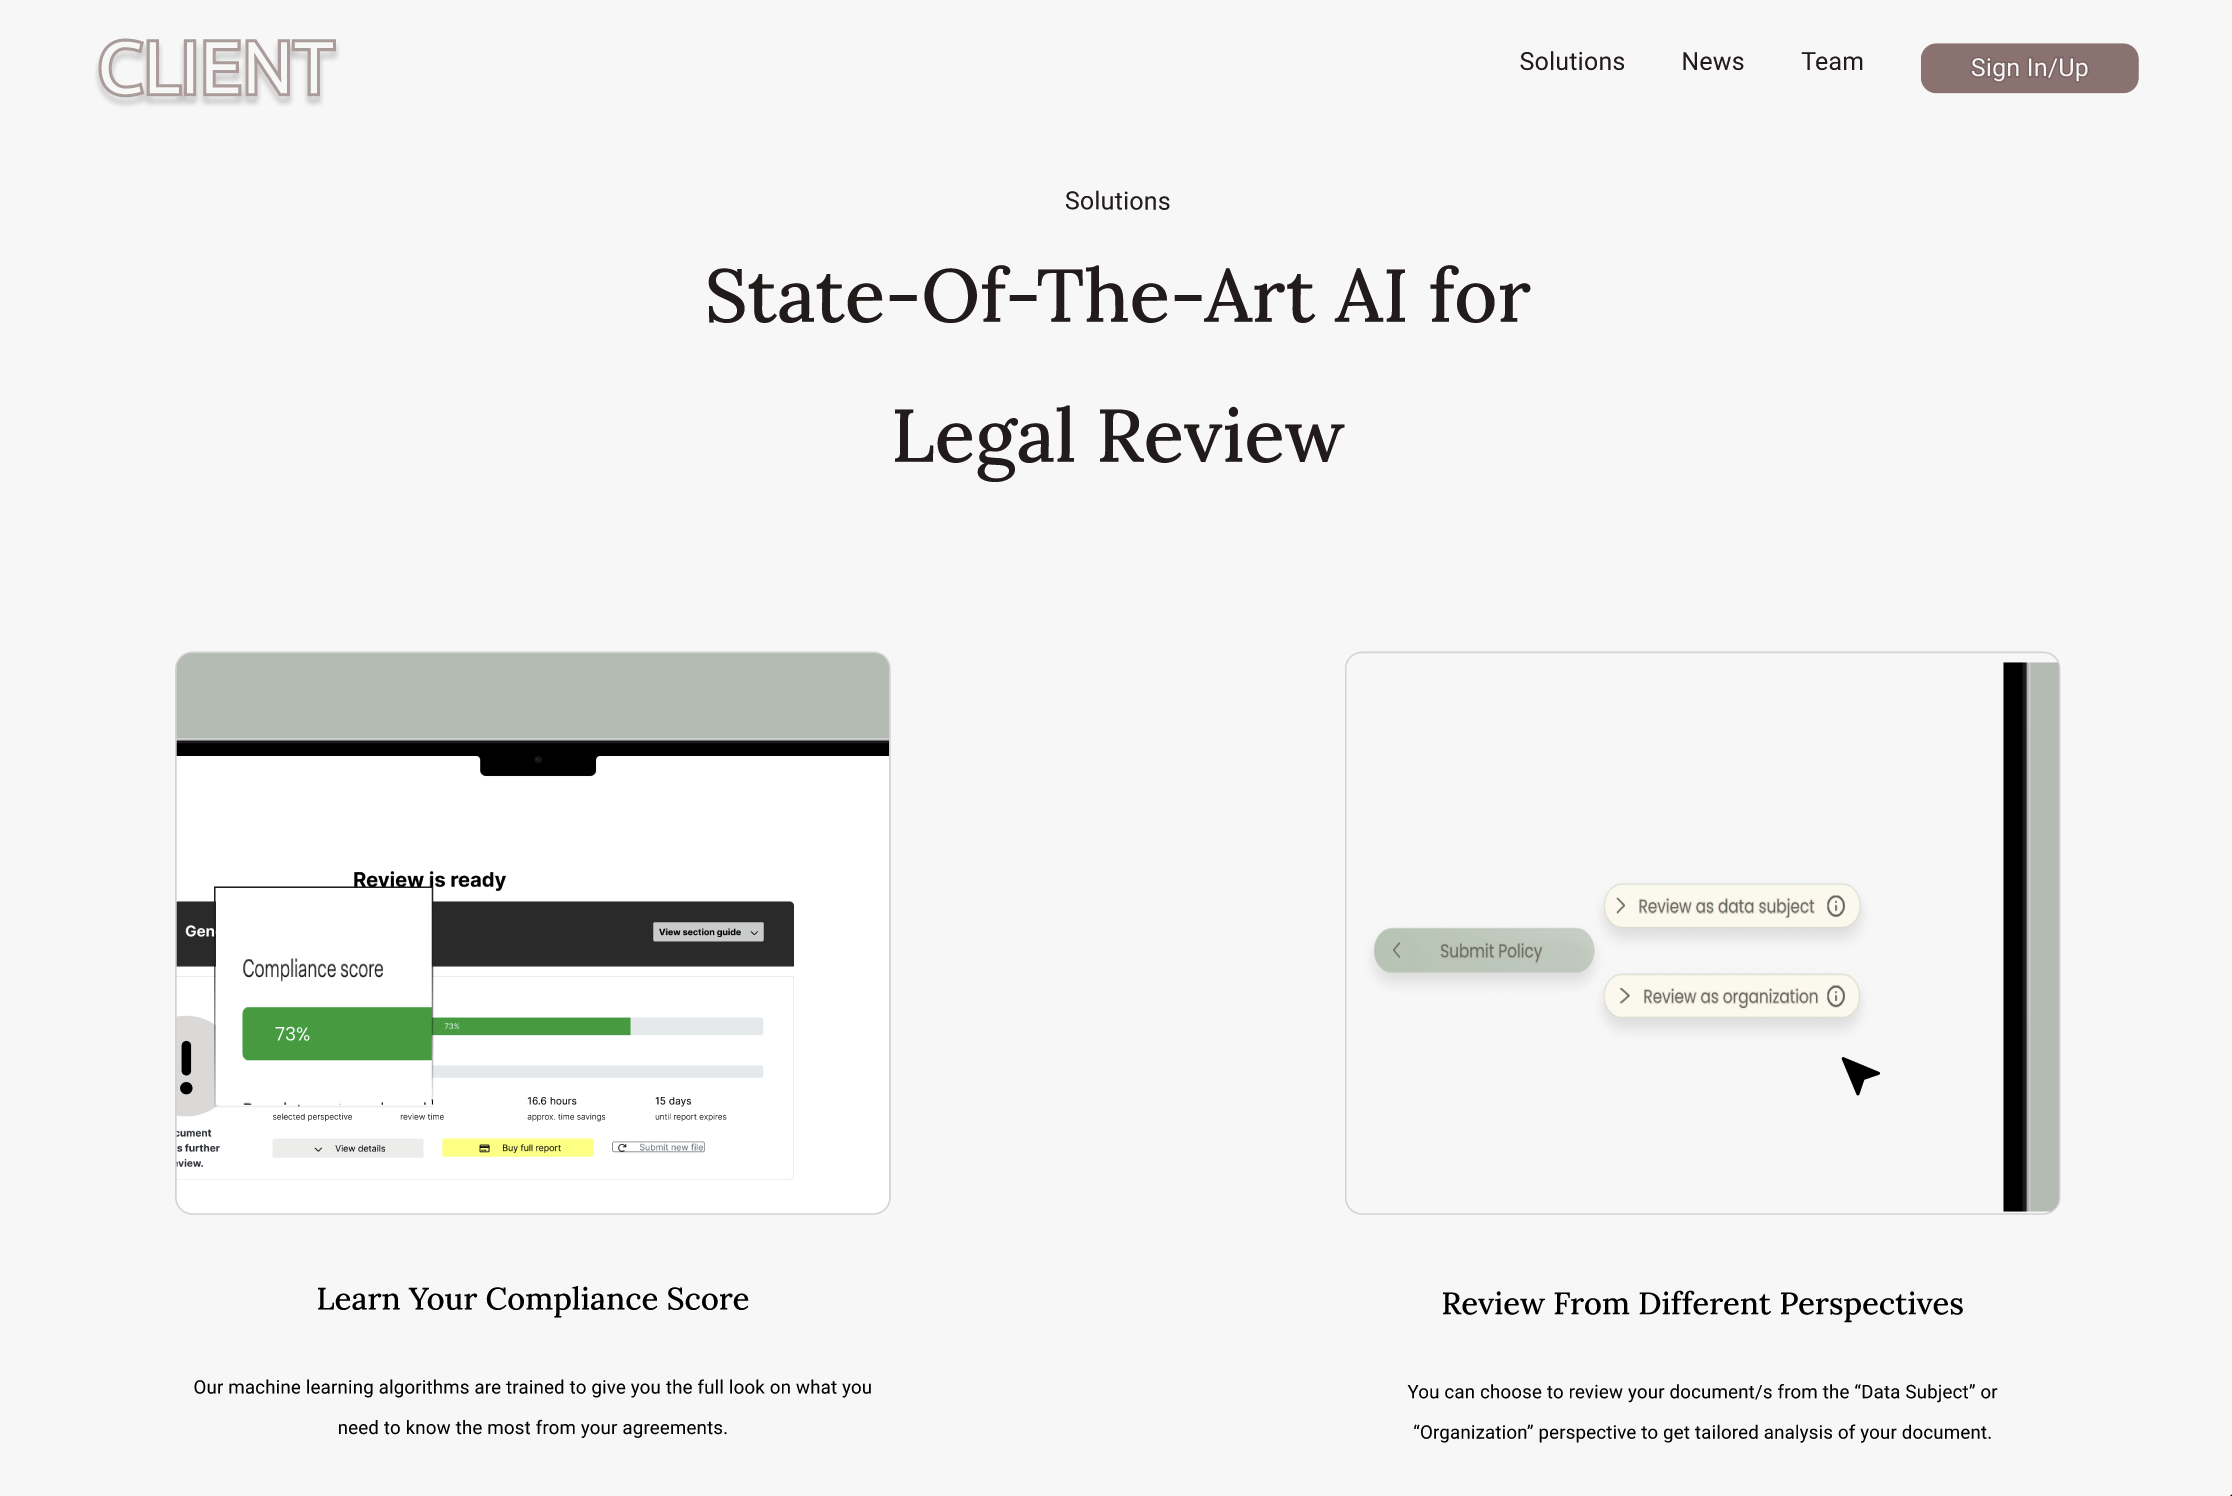 CLIENT
Solutions
News
Team
Sign In/Up
Solutions
State-Of-The-Art AI for
Legal Review
Review is ready
Gen
View section guide
Compliance score
73%
73%
16.6 hours
15 days
selected perspective
review time
approx. time savings
until report expires
cument
s further
view.
View details
Buy full report
Submit new file
Submit Policy
Review as data subject
Review as organization
Learn Your Compliance Score
Our machine learning algorithms are trained to give you the full look on what you
need to know the most from your agreements.
Review From Different Perspectives
You can choose to review your document/s from the “Data Subject” or
“Organization” perspective to get tailored analysis of your document.